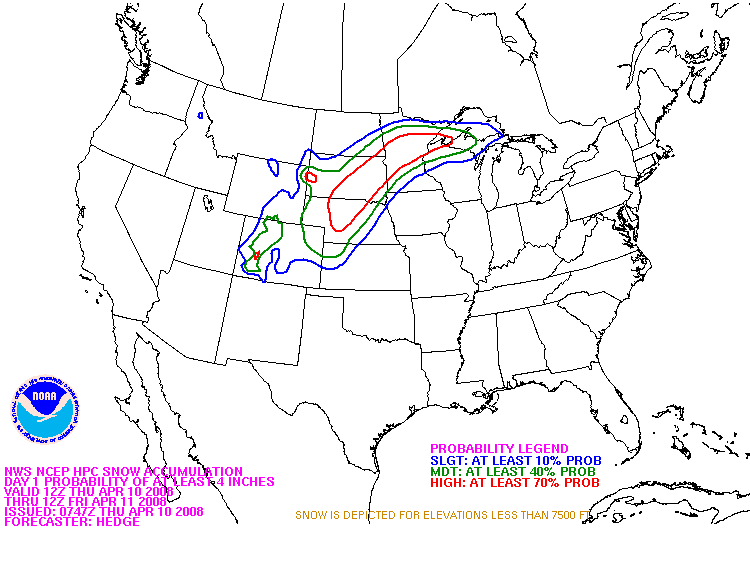 NOAA
PROBABILITY LEGEND
SLGT: AT LEAST 10% PROB
MDT: AT LEAST 40% PROB
HIGH: AT LEAST 70% PROB
NWS NCEP HPC SNOW ACCUMULATION
DAY 1 PROBABILITY OF AT LEAST 4 INCHES
VALID 12Z THU APR 10 2008
THRU 12Z FRI APR 11 2008
ISSUED: 0747Z THU APR 10 2008
FORECASTER: HEDGE
SNOW IS DEPICTED FOR ELEVATIONS LESS THAN 7500 FT